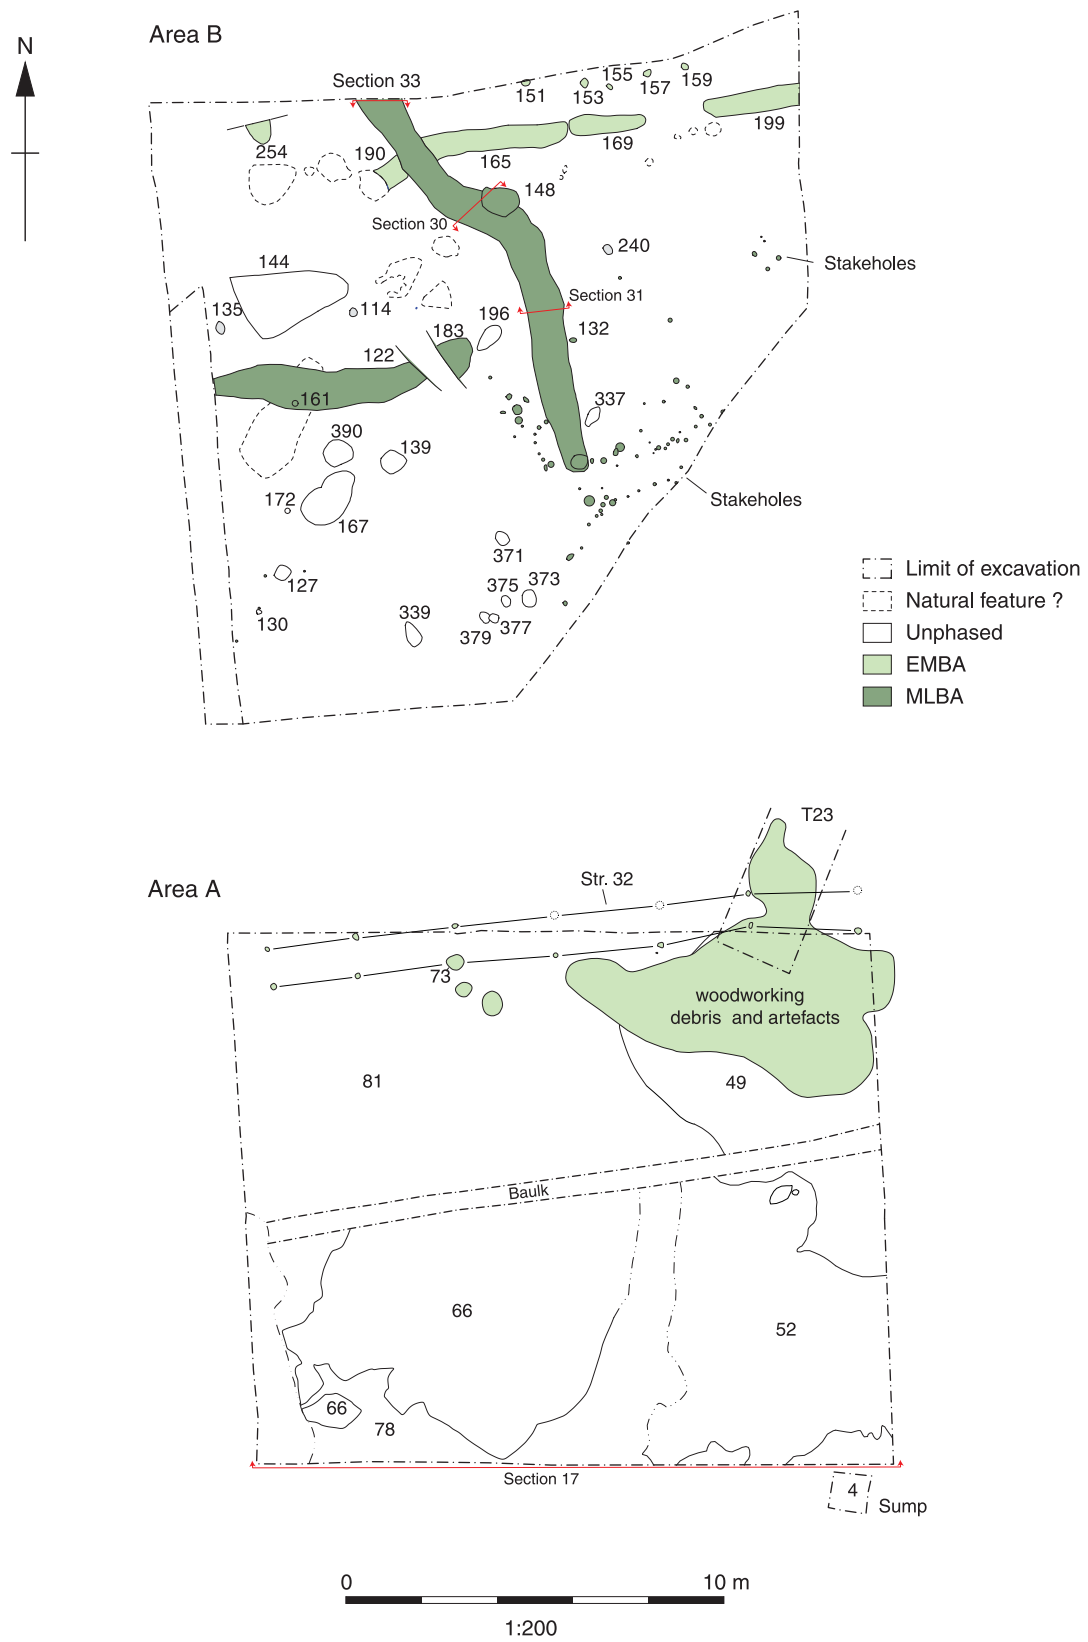 Area B
N
Section 33
151
153
155
157
159
199
254
190
165
169
148
Section 30
240
Stakeholes
144
Section 31
135
114
196
132
183
122
161
337
390
139
172
167
Stakeholes
371
127
375
373
130
339
379
377
Limit of excavation
Natural feature ?
Unphased
EMBA
MLBA
T23
Area A
Str. 32
73
woodworking
debris and artefacts
81
49
Baulk
66
52
66
78
Section 17
4
Sump
0
10 m
1:200